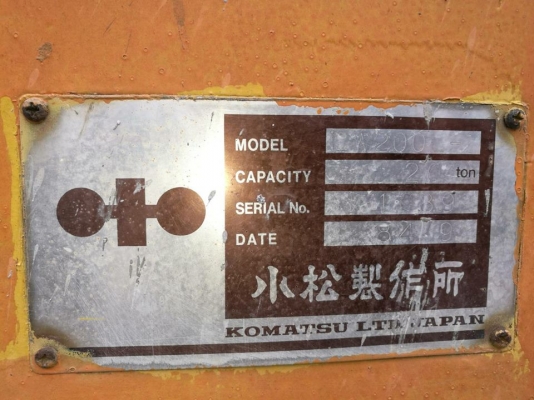 MODEL
CAPACITY ton
SERIAL No.
DATE
小松製作所
KOMATSU LTD. JAPAN